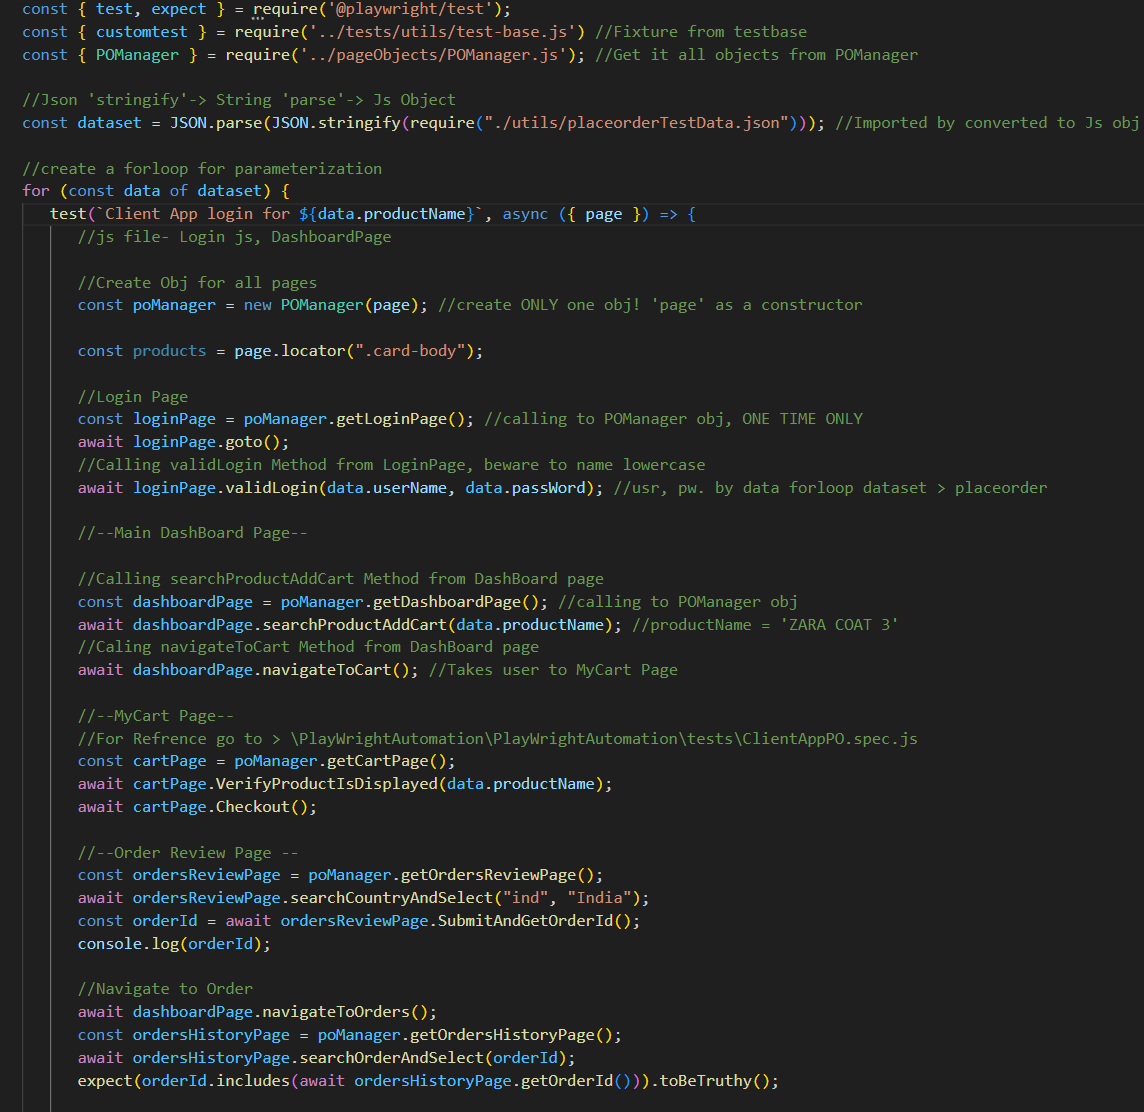 const { test, expect } = require('@playwright/test');
const { customtest } = require('../tests/utils/test-base.js') //Fixture from testbase
const { POManager } = require('../pageObjects/POManager.js'); //Get it all objects from POManager
//Json 'stringify'-> String 'parse'-> Js Object
const dataset = JSON.parse(JSON.stringify(require("./utils/placeorderTestData.json"))); //Imported by converted to Js obj
//create a forloop for parameterization
for (const data of dataset) {
test(`Client App login for ${data.productName}`, async ({ page }) => {
//js file- Login js, DashboardPage
//Create Obj for all pages
const poManager = new POManager(page); //create ONLY one obj! 'page' as a constructor
const products = page.locator(".card-body");
//Login Page
const loginPage = poManager.getLoginPage(); //calling to POManager obj, ONE TIME ONLY
await loginPage.goto();
//Calling validLogin Method from LoginPage, beware to name lowercase
await loginPage.validLogin(data.userName, data.passWord); //usr, pw. by data forloop dataset > placeorder
//--Main DashBoard Page--
//Calling searchProductAddCart Method from DashBoard page
const dashboardPage = poManager.getDashboardPage(); //calling to POManager obj
await dashboardPage.searchProductAddCart(data.productName); //productName = 'ZARA COAT 3'
//Caling navigateToCart Method from DashBoard page
await dashboardPage.navigateToCart(); //Takes user to MyCart Page
//--MyCart Page--
//For Refrence go to > \PlayWrightAutomation\PlayWrightAutomation\tests\ClientAppPO.spec.js
const cartPage = poManager.getCartPage();
await cartPage.VerifyProductIsDisplayed(data.productName);
await cartPage.Checkout();
//--Order Review Page --
const ordersReviewPage = poManager.getOrdersReviewPage();
await ordersReviewPage.searchCountryAndSelect("ind", "India");
const orderId = await ordersReviewPage.SubmitAndGetOrderId();
console.log(orderId);
//Navigate to Order
await dashboardPage.navigateToOrders();
const ordersHistoryPage = poManager.getOrdersHistoryPage();
await ordersHistoryPage.searchOrderAndSelect(orderId);
expect(orderId.includes(await ordersHistoryPage.getOrderId())).toBeTruthy();